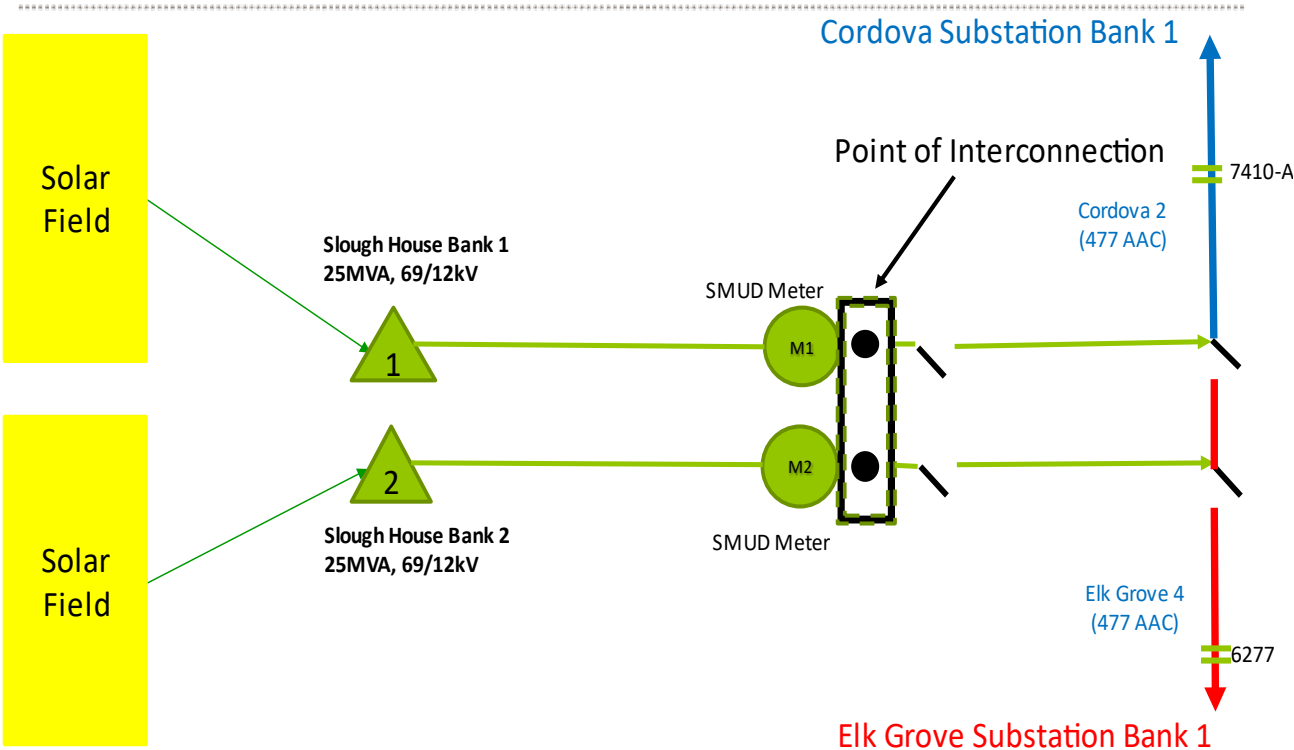 Cordova Substation Bank 1
Solar
Field
Point of Interconnection
7410-A
Cordova 2
(477 AAC)
Slough House Bank 1
25MVA, 69/12kV
SMUD Meter
1
M1
2
M2
Slough House Bank 2
25MVA, 69/12kV
SMUD Meter
Solar
Field
Elk Grove 4
(477 AAC)
6277
Elk Grove Substation Bank 1